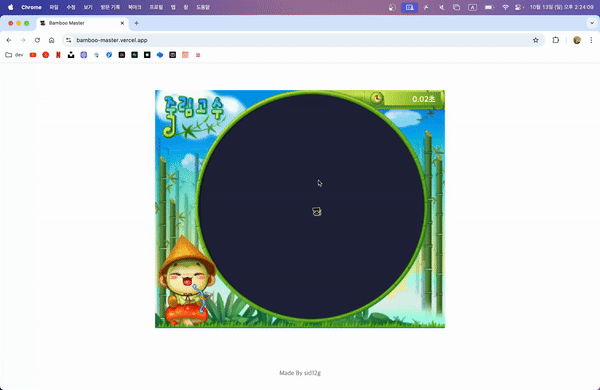 Chrome 파일 수정 보기 방문 기록 북마크 프로필 탭 창 도움말
10월 13일 (일) 오후 2:24:09
Bamboo Master
bamboo-master.vercel.app
dev
죽림고수
0.02초
Made By sid12g